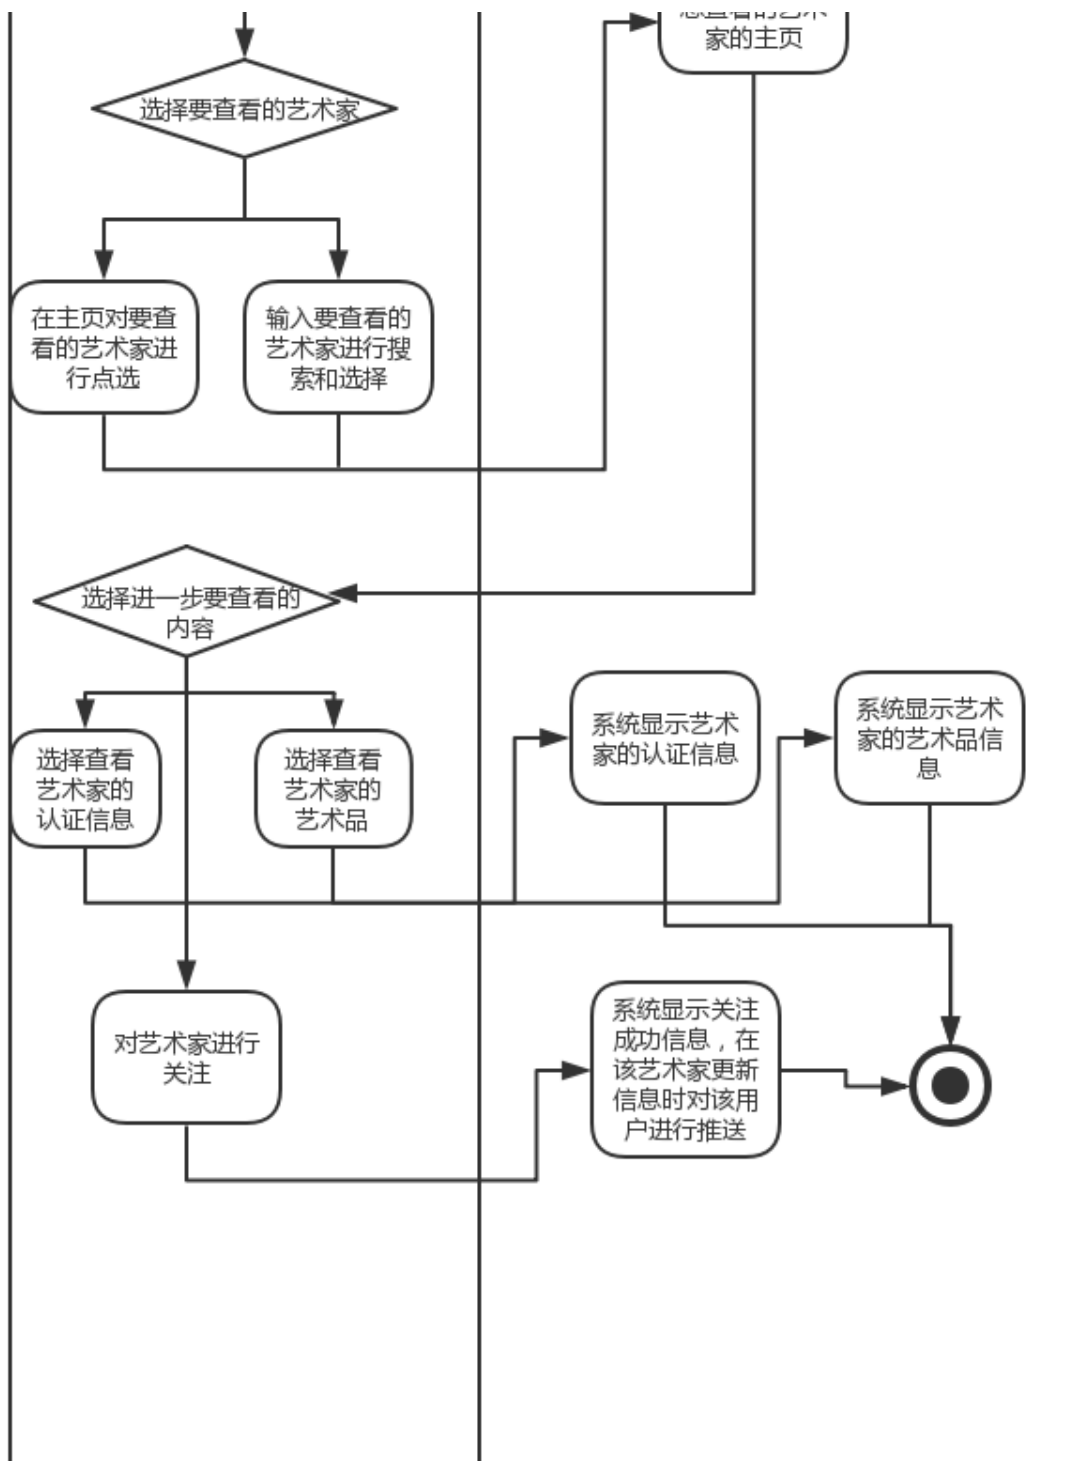 家的主页
选择要查看的艺术家
在主页对要查
看的艺术家进
行点选
输入要查看的
艺术家进行搜
索和选择
选择进一步要查看的
内容
选择查看
艺术家的
认证信息
选择查看
艺术家的
艺术品
系统显示艺术
家的认证信息
系统显示艺术
家的艺术品信
息
对艺术家进行
关注
系统显示关注
成功信息，在
该艺术家更新
信息时对该用
户进行推送